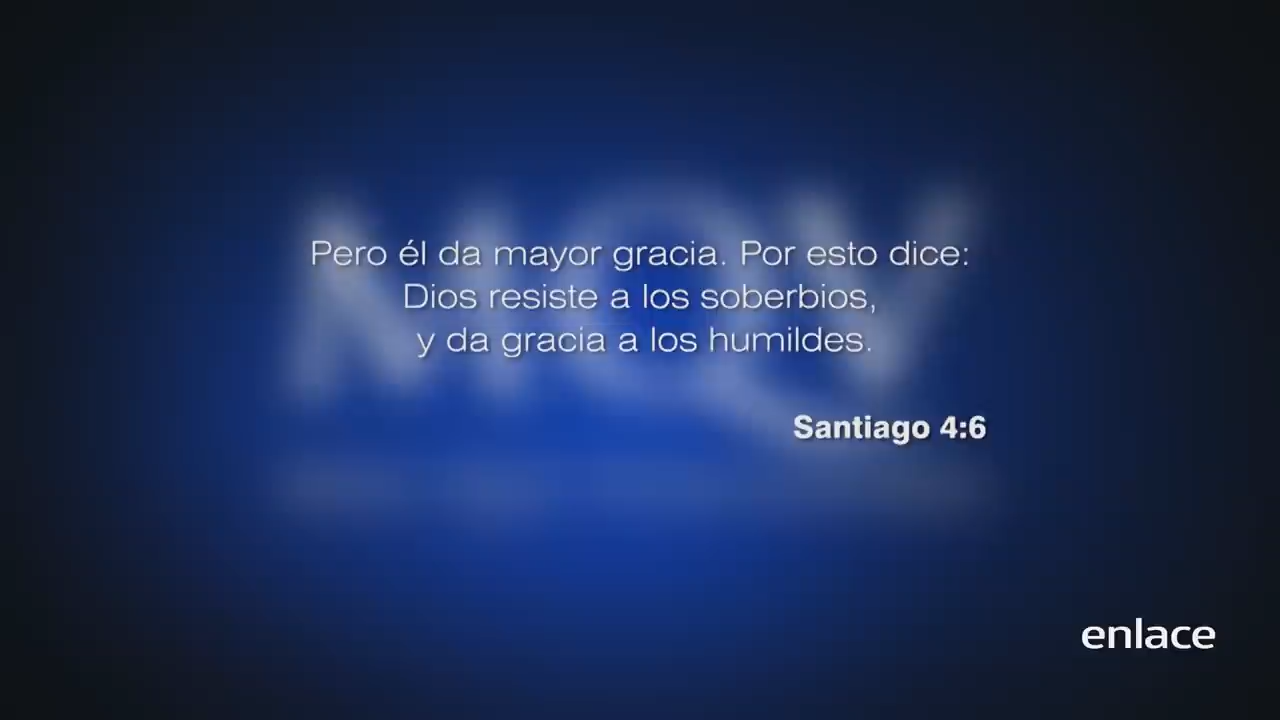 Pero él da mayor gracia. Por esto dice:
Dios resiste a los soberbios,
y da gracia a los humildes.
Santiago 4:6
enlace